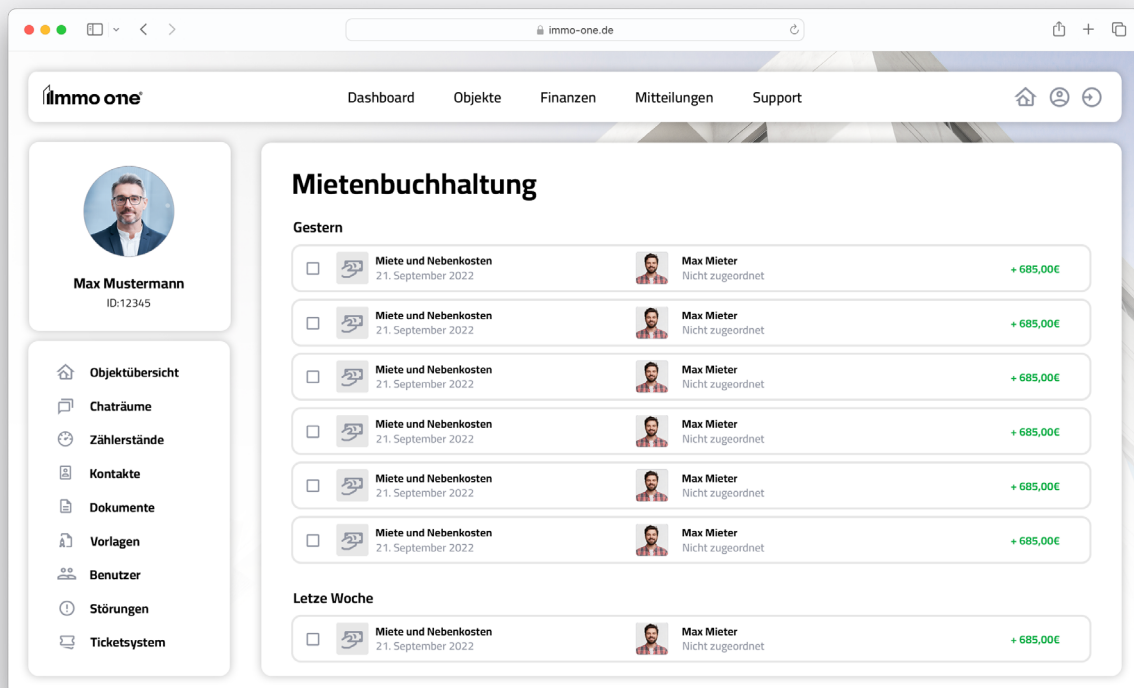 immo-one.de
immo one
Dashboard Objekte Finanzen Mitteilungen Support
Max Mustermann
ID:12345
Objektübersicht
Chaträume
Zählerstände
Kontakte
Dokumente
Vorlagen
Benutzer
Störungen
Ticketsystem
Mietenbuchhaltung
Gestern
Miete und Nebenkosten Max Mieter
21. September 2022 Nicht zugeordnet + 685,00€
Miete und Nebenkosten Max Mieter
21. September 2022 Nicht zugeordnet + 685,00€
Miete und Nebenkosten Max Mieter
21. September 2022 Nicht zugeordnet + 685,00€
Miete und Nebenkosten Max Mieter
21. September 2022 Nicht zugeordnet + 685,00€
Miete und Nebenkosten Max Mieter
21. September 2022 Nicht zugeordnet + 685,00€
Miete und Nebenkosten Max Mieter
21. September 2022 Nicht zugeordnet + 685,00€
Letze Woche
Miete und Nebenkosten Max Mieter
21. September 2022 Nicht zugeordnet + 685,00€